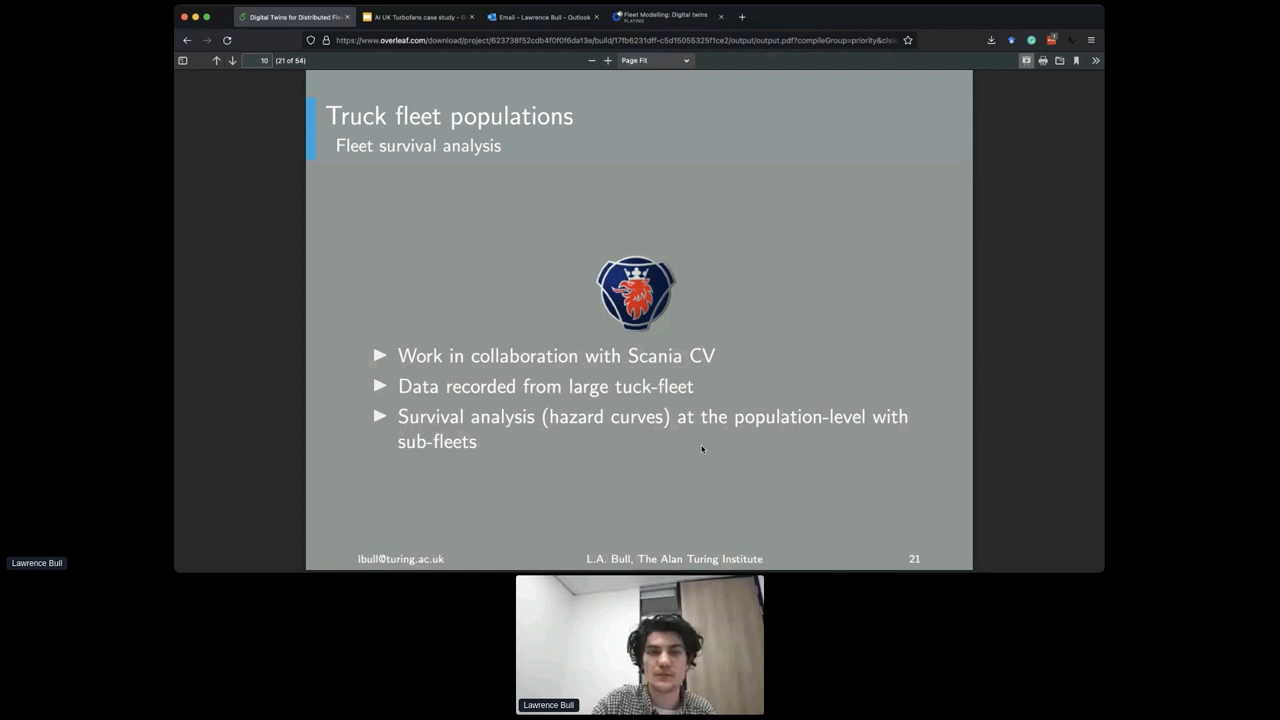 Digital Twins for Distributed Fle
AI UK Turbofans case study - G
Email – Lawrence Bull – Outlook
Fleet Modelling: Digital twins
PLAYING
https://www.overleaf.com/download/project/623738f52cdb4f0f0f6da13e/build/17fb6231dff-c5d15055325f1ce2/output/output.pdf?compileGroup=priority&clsi
10 (21 of 54)
Page Fit
Truck fleet populations
Fleet survival analysis
Work in collaboration with Scania CV
Data recorded from large tuck-fleet
Survival analysis (hazard curves) at the population-level with
sub-fleets
lbull@turing.ac.uk L.A. Bull, The Alan Turing Institute 21
Lawrence Bull
Lawrence Bull